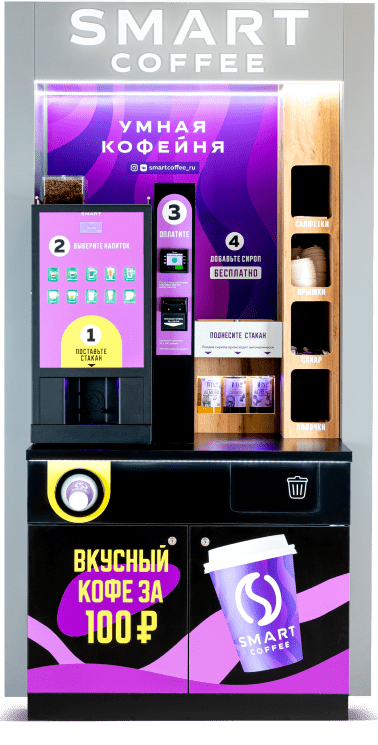 SMART
COFFEE
УМНАЯ
КОФЕЙНЯ
smartcoffee_ru
SMART
2 ВЫБЕРИТЕ НАПИТОК
1
ПОСТАВЬТЕ
СТАКАН
3
ОПЛАТИТЕ
4
ДОБАВЬТЕ СИРОП
БЕСПЛАТНО
ПОДНЕСИТЕ СТАКАН
САЛФЕТКИ
КРЫШКИ
САХАР
ПАЛОЧКИ
ВКУСНЫЙ
КОФЕ ЗА
100 ₽
SMART
COFFEE